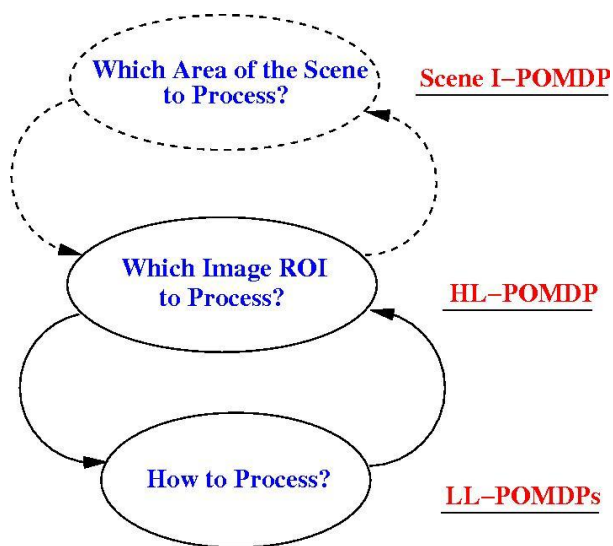 Which Area of the Scene
to Process?
Scene I–POMDP
Which Image ROI
to Process?
HL–POMDP
How to Process?
LL–POMDPs